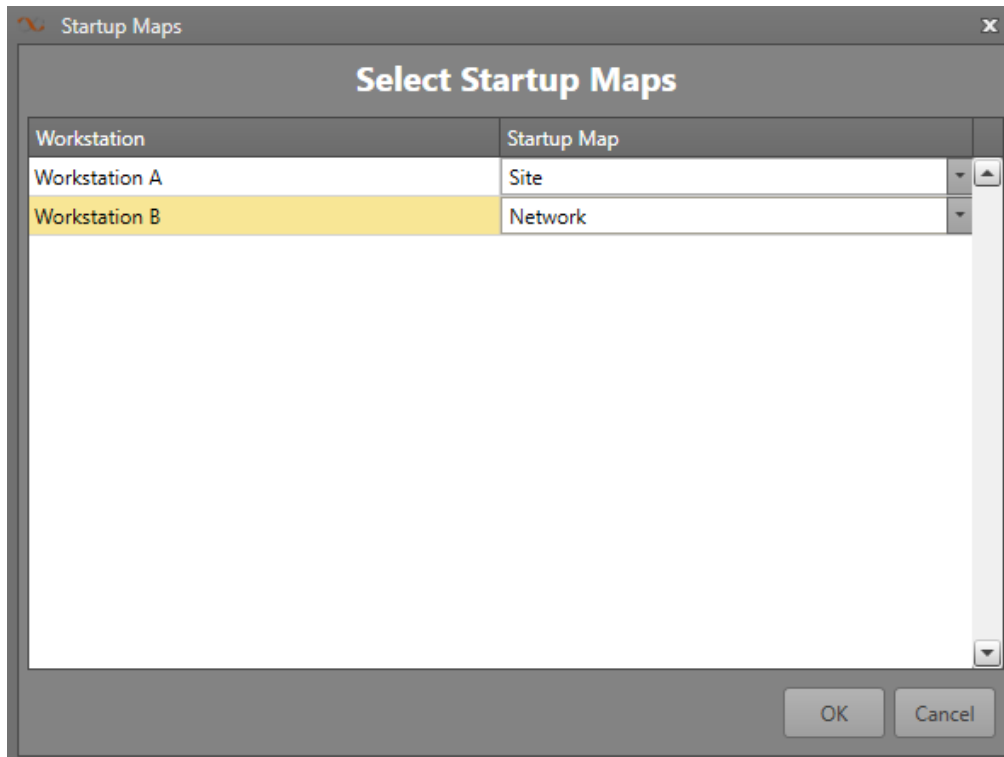 Startup Maps
Select Startup Maps
Workstation Startup Map
Workstation A Site
Workstation B Network
OK Cancel